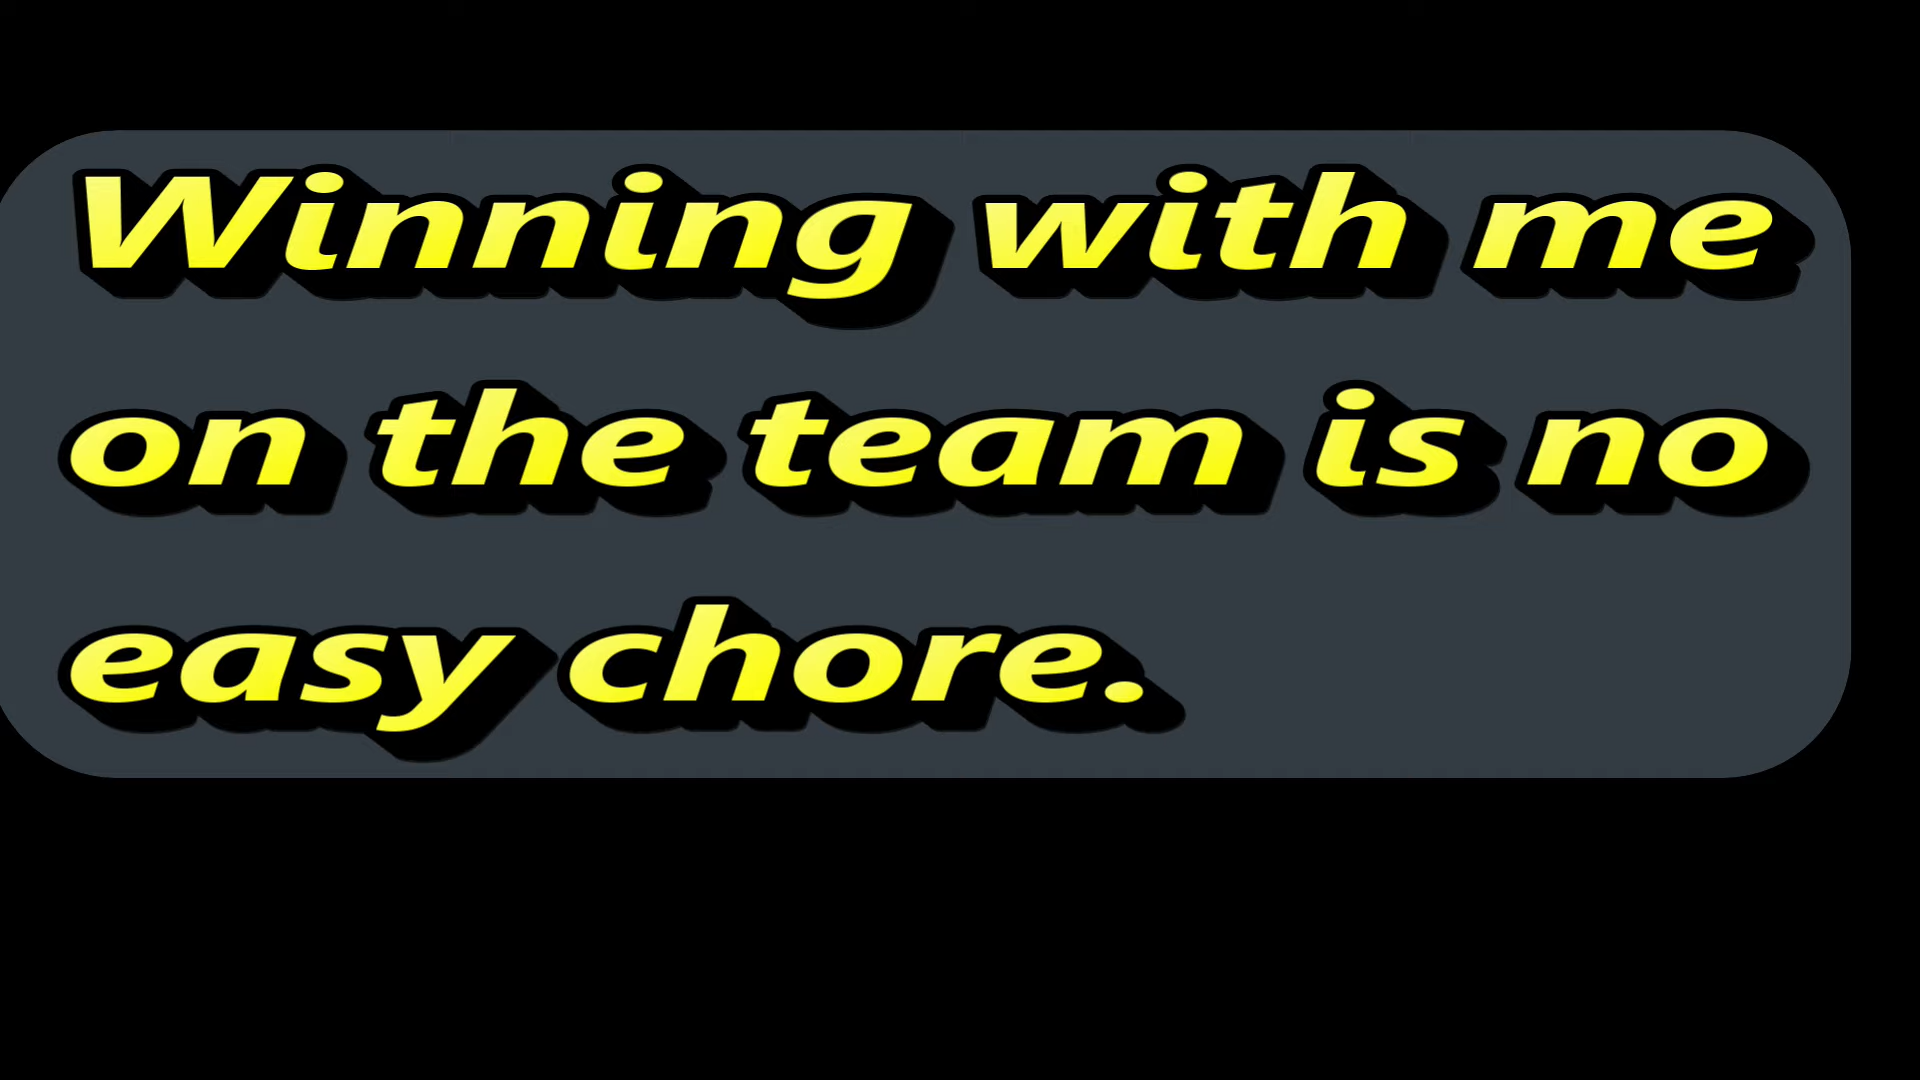 Winning with me
on the team is no
easy chore.